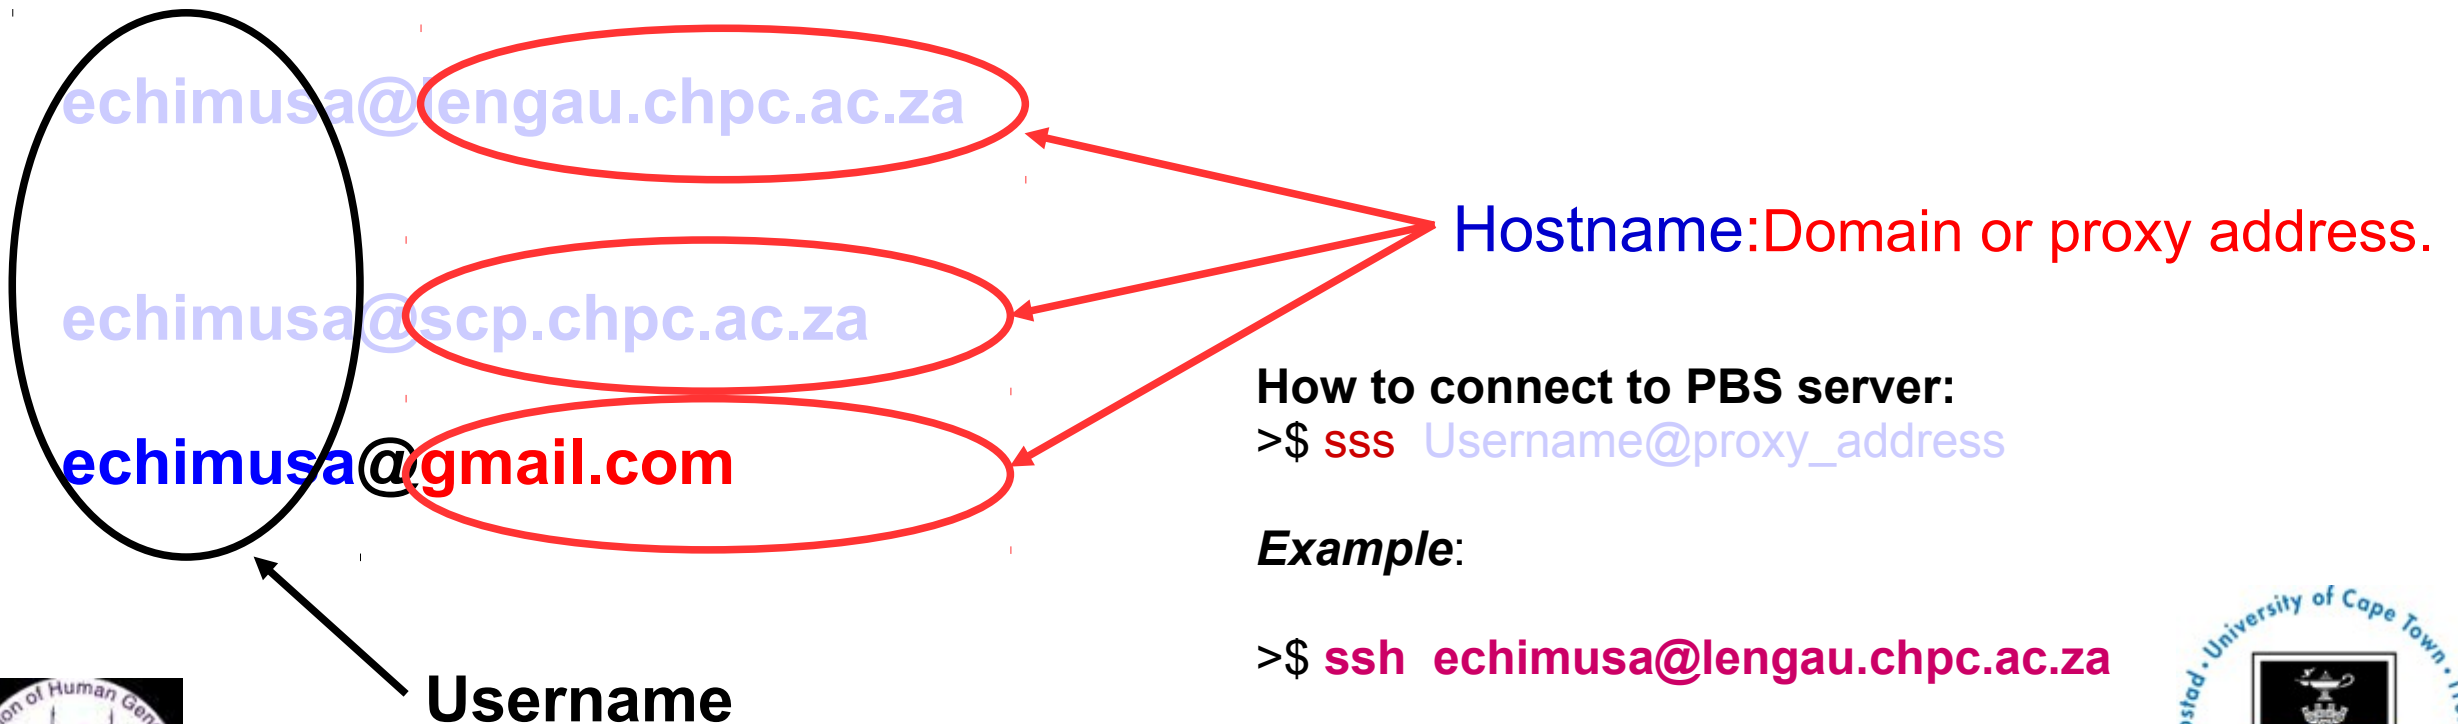 echimusa@lengau.chpc.ac.za
Hostname:Domain or proxy address.
echimusa@scp.chpc.ac.za
How to connect to PBS server:
>$ sss Username@proxy_address
echimusa@gmail.com
Example:
>$ ssh echimusa@lengau.chpc.ac.za
Username
University of Cape Town
of Human